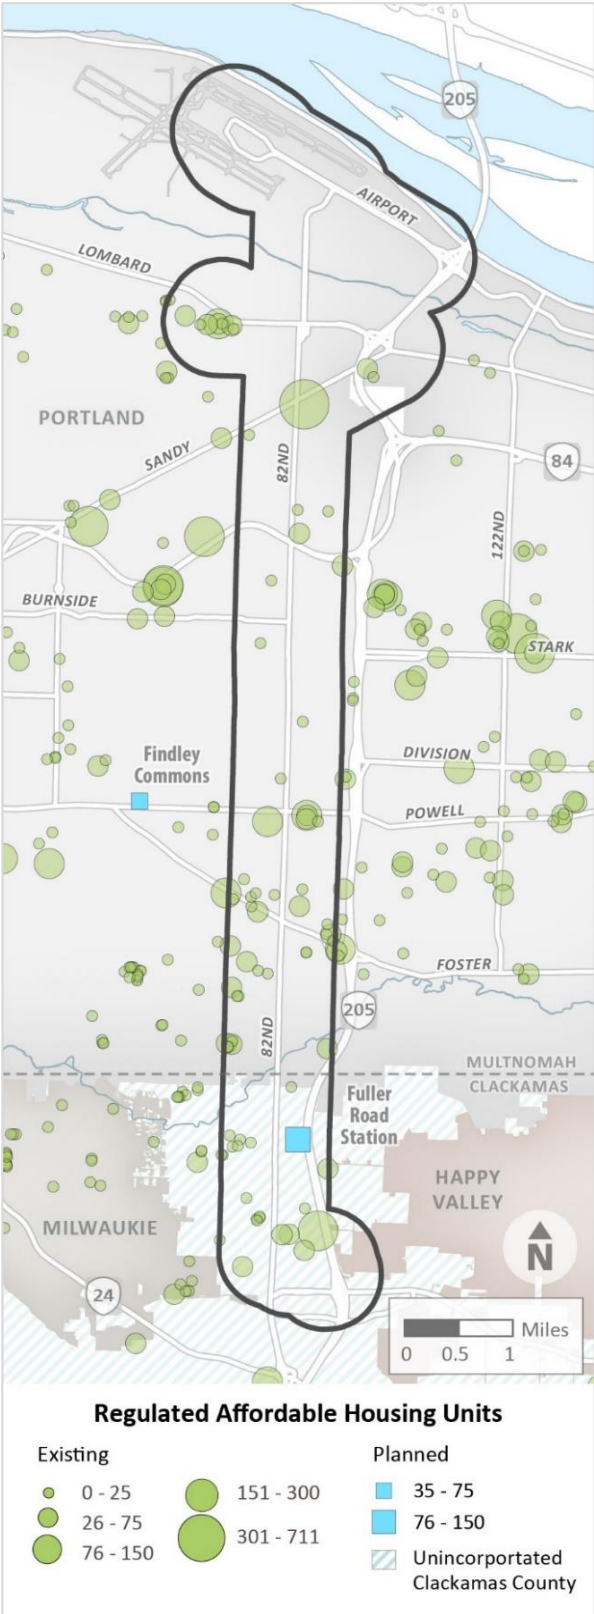 205
AIRPORT
LOMBARD
PORTLAND
SANDY
82ND
84
122ND
BURNSIDE
STARK
Findley
Commons
DIVISION
POWELL
FOSTER
205
82ND
MULTNOMAH
CLACKAMAS
Fuller
Road
Station
HAPPY
VALLEY
MILWAUKIE
N
24
Miles
0 0.5 1
Regulated Affordable Housing Units
Existing
0 - 25
26 - 75
76 - 150
151 - 300
301 - 711
Planned
35 - 75
76 - 150
Unincorportated
Clackamas County